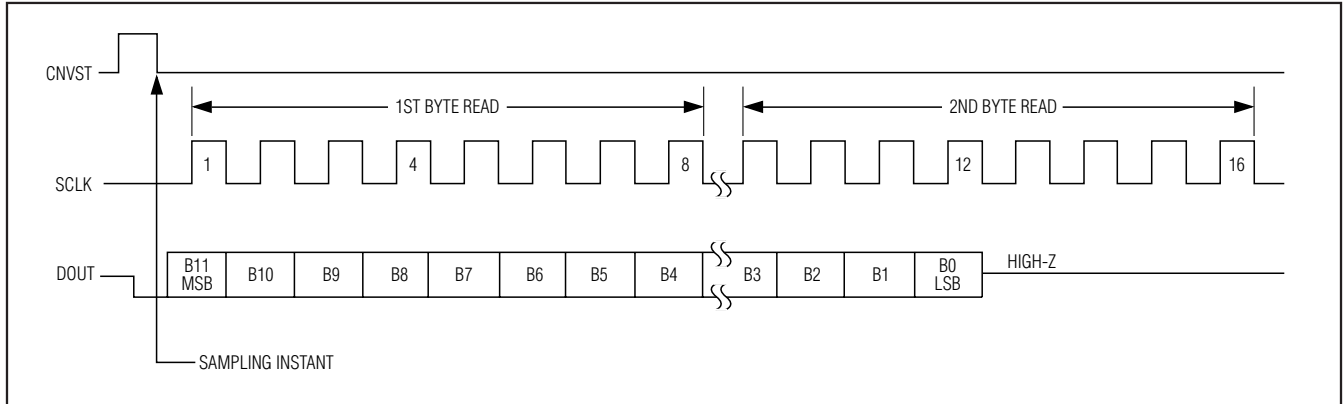 CNVST
1ST BYTE READ
2ND BYTE READ
SCLK
1
4
8
12
16
DOUT
B11
MSB
B10
B9
B8
B7
B6
B5
B4
B3
B2
B1
B0
LSB
HIGH-Z
SAMPLING INSTANT